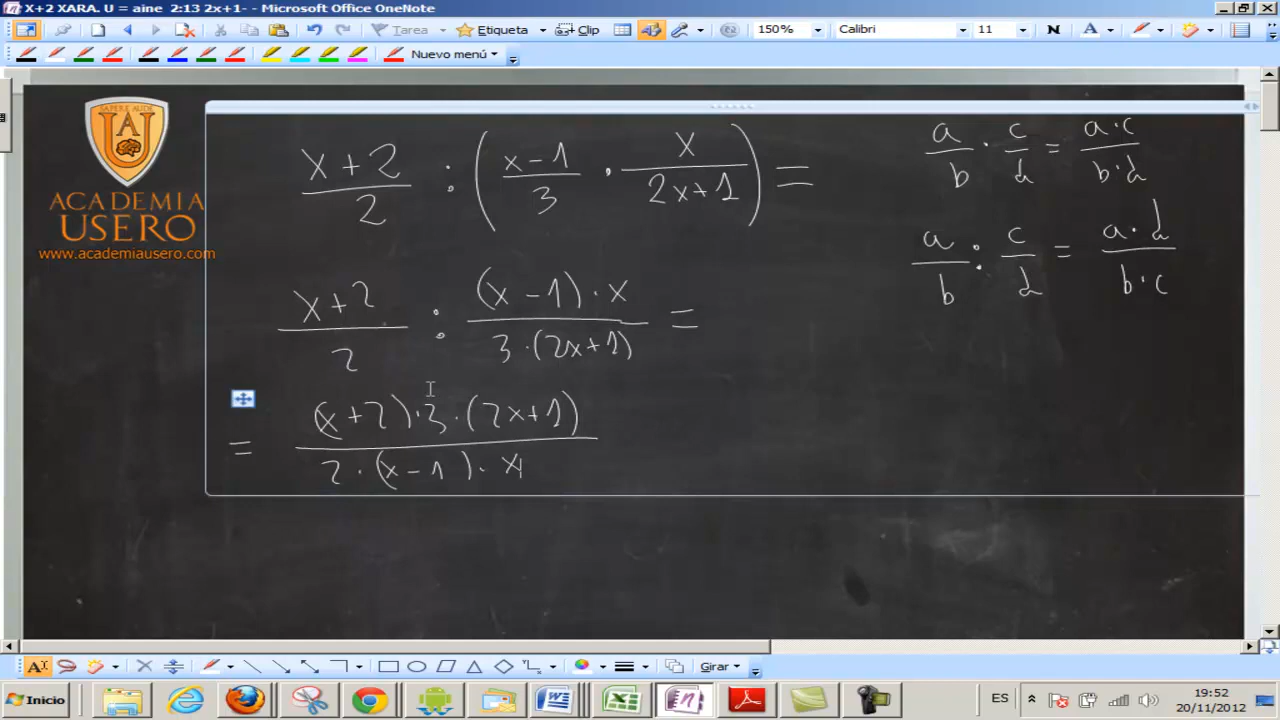 X+2 XARA. U = aine 2:13 2x+1- - Microsoft Office OneNote
Tarea Etiqueta Clip 150% Calibri 11 N A
Nuevo menú
SAPERE AUDE
UA
ACADEMIA
USERO
www.academiausero.com
(x+2)/2 : ((x-1)/3 · x/(2x+1)) =
a/b · c/d = (a·c)/(b·d)
a/b : c/d = (a·d)/(b·c)
(x+2)/2 : ((x-1)·x)/(3·(2x+1)) =
= ((x+2)·3·(2x+1))/(2·(x-1)·x)
A Girar
Inicio ES 19:52
20/11/2012